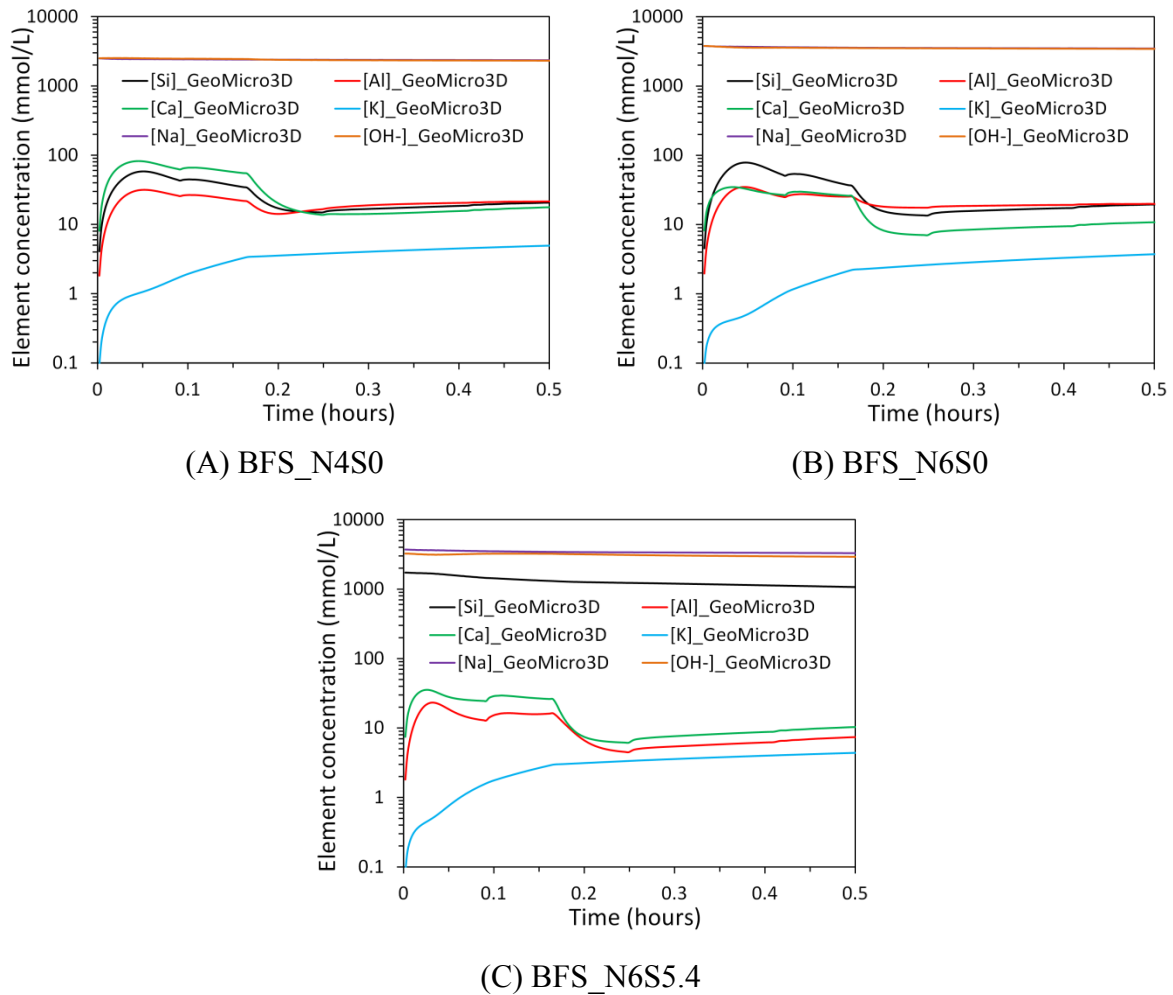 10000
1000
100
10
1
0.1
Element concentration (mmol/L)
[Si]_GeoMicro3D [Al]_GeoMicro3D
[Ca]_GeoMicro3D [K]_GeoMicro3D
[Na]_GeoMicro3D [OH-]_GeoMicro3D
0 0.1 0.2 0.3 0.4 0.5
Time (hours)
(A) BFS_N4S0
10000
1000
100
10
1
0.1
Element concentration (mmol/L)
[Si]_GeoMicro3D [Al]_GeoMicro3D
[Ca]_GeoMicro3D [K]_GeoMicro3D
[Na]_GeoMicro3D [OH-]_GeoMicro3D
0 0.1 0.2 0.3 0.4 0.5
Time (hours)
(B) BFS_N6S0
10000
1000
100
10
1
0.1
Element concentration (mmol/L)
[Si]_GeoMicro3D [Al]_GeoMicro3D
[Ca]_GeoMicro3D [K]_GeoMicro3D
[Na]_GeoMicro3D [OH-]_GeoMicro3D
0 0.1 0.2 0.3 0.4 0.5
Time (hours)
(C) BFS_N6S5.4